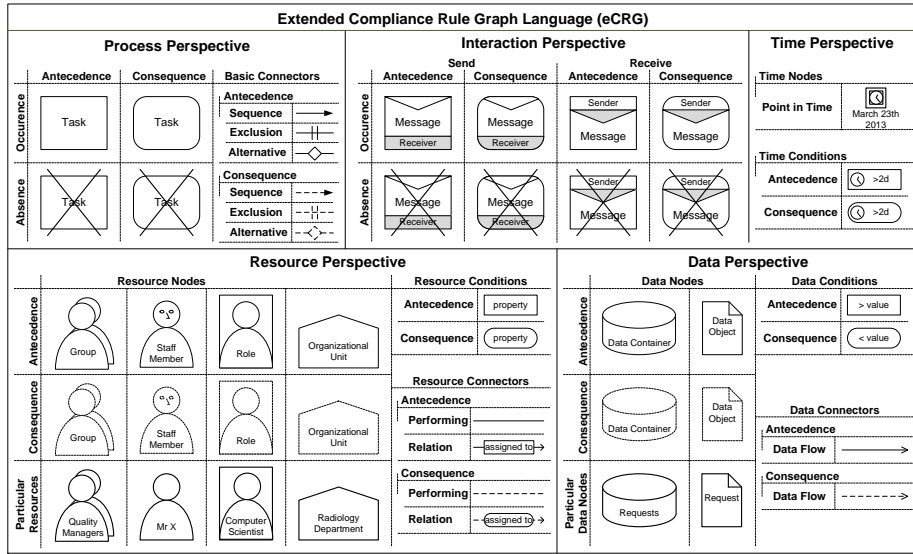 Extended Compliance Rule Graph Language (eCRG)
Process Perspective
Antecedence
Consequence
Basic Connectors
Occurence
Task
Task
Antecedence
Sequence
Exclusion
Alternative
Absence
Task
Task
Consequence
Sequence
Exclusion
Alternative
Interaction Perspective
Send
Receive
Antecedence
Consequence
Antecedence
Consequence
Occurence
Message
Receiver
Message
Receiver
Sender
Message
Sender
Message
Absence
Message
Receiver
Message
Receiver
Sender
Message
Sender
Message
Time Perspective
Time Nodes
Point in Time
March 23th
2013
Time Conditions
Antecedence
>2d
Consequence
>2d
Resource Perspective
Resource Nodes
Antecedence
Group
Staff
Member
Role
Organizational
Unit
Consequence
Group
Staff
Member
Role
Organizational
Unit
Particular
Resources
Quality
Managers
Mr X
Computer
Scientist
Radiology
Department
Resource Conditions
Antecedence
property
Consequence
property
Resource Connectors
Antecedence
Performing
Relation
assigned to
Consequence
Performing
Relation
assigned to
Data Perspective
Data Nodes
Antecedence
Data Container
Data
Object
Consequence
Data Container
Data
Object
Particular
Data Nodes
Requests
Request
Data Conditions
Antecedence
> value
Consequence
< value
Data Connectors
Antecedence
Data Flow
Consequence
Data Flow